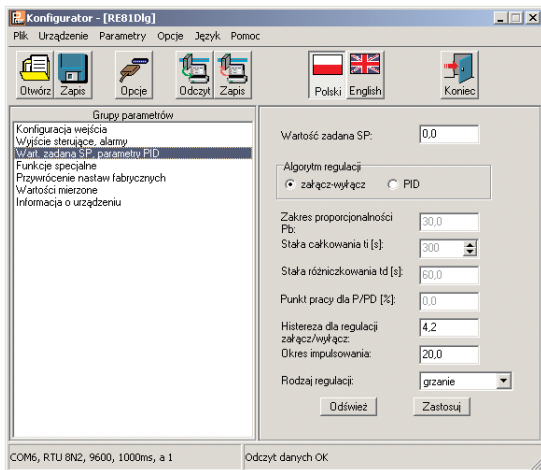 Konfigurator - [RE81Dlg]
Plik Urządzenie Parametry Opcje Język Pomoc
Otwórz Zapis Opcje Odczyt Zapis Polski English Koniec
Grupy parametrów
Konfiguracja wejścia
Wyjście sterujące, alarmy
Wart. zadana SP, parametry PID
Funkcje specjalne
Przywrócenie nastaw fabrycznych
Wartości mierzone
Informacja o urządzeniu
Wartość zadana SP: 0,0
Algorytm regulacji
załącz-wyłącz PID
Zakres proporcjonalności
Pb: 30,0
Stała całkowania ti [s]: 300
Stała różniczkowania td [s]: 60,0
Punkt pracy dla P/PD [%]: 0,0
Histereza dla regulacji
załącz/wyłącz: 4,2
Okres impulsowania: 20,0
Rodzaj regulacji: grzanie
Odśwież Zastosuj
COM6, RTU 8N2, 9600, 1000ms, a 1 Odczyt danych OK